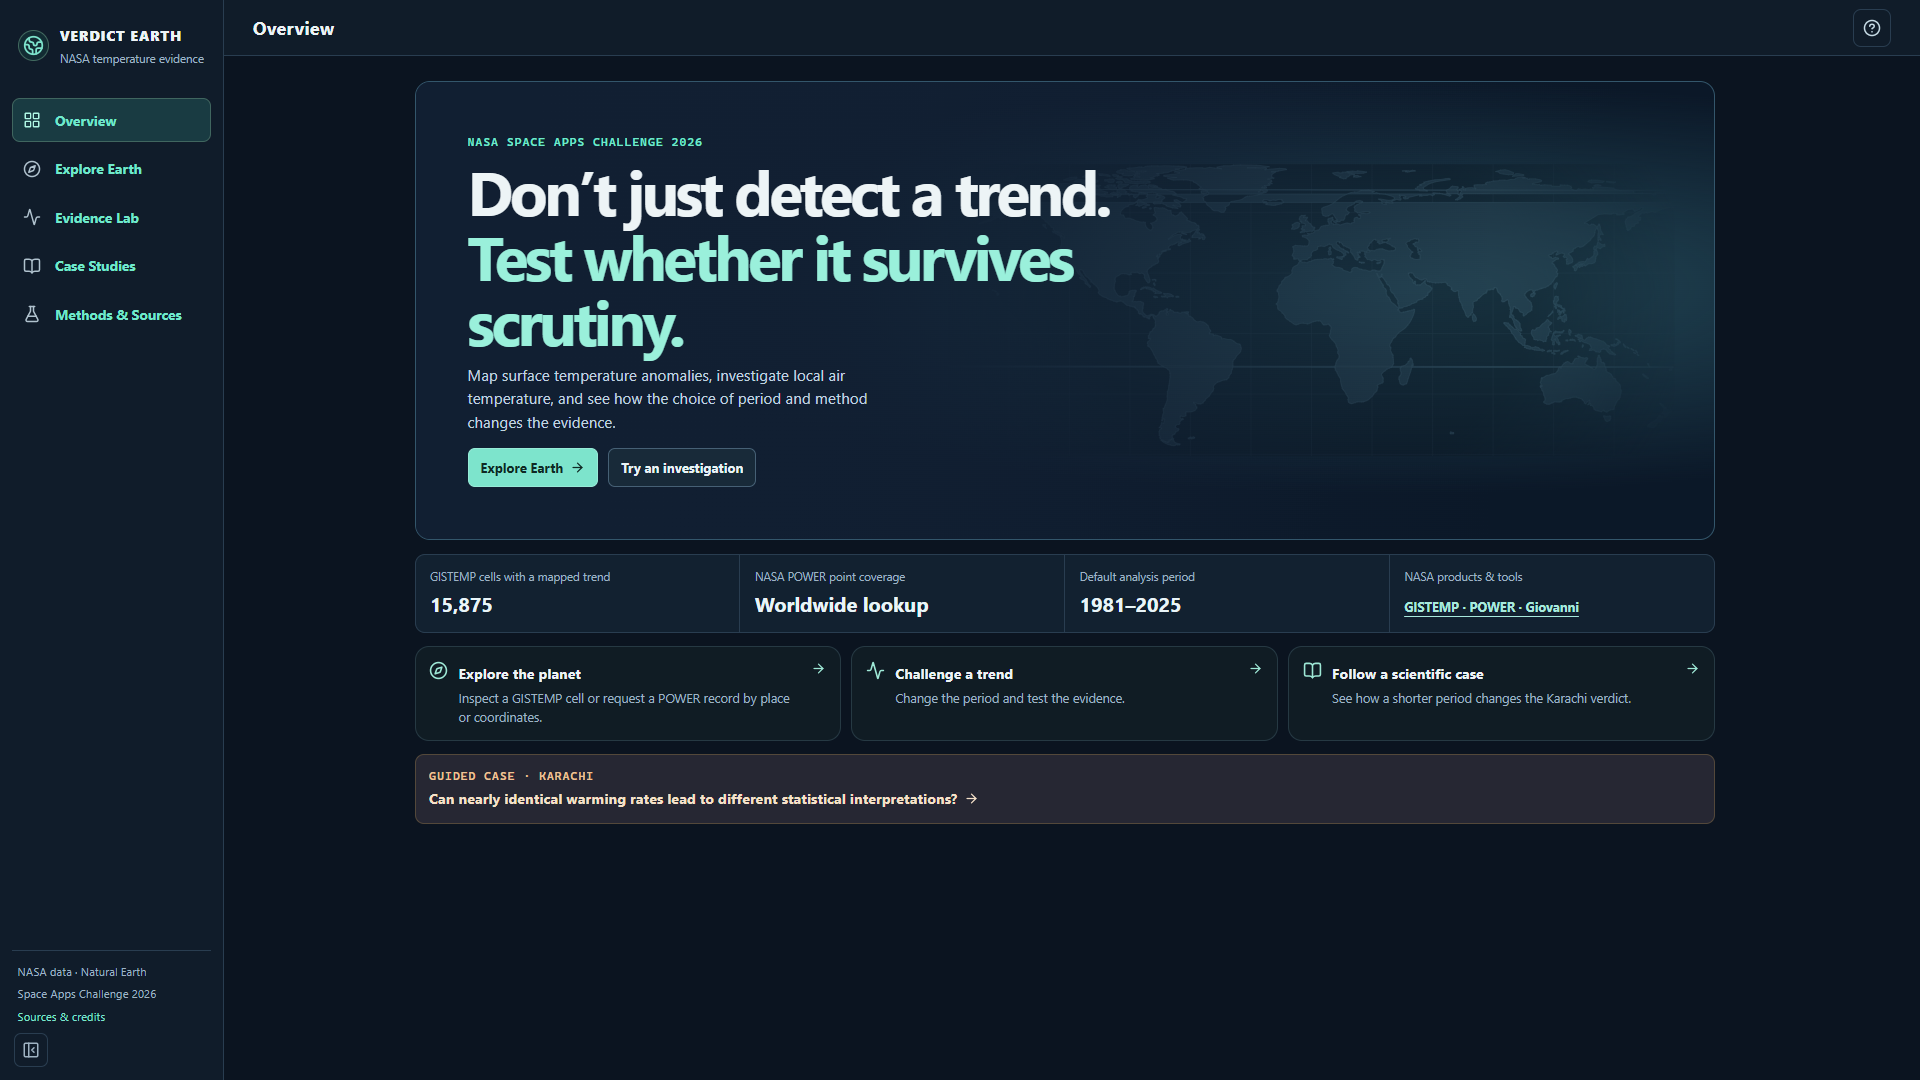 VERDICT EARTH
NASA temperature evidence
Overview
Explore Earth
Evidence Lab
Case Studies
Methods & Sources
NASA data · Natural Earth
Space Apps Challenge 2026
Sources & credits
Overview
NASA SPACE APPS CHALLENGE 2026
Don’t just detect a trend.
Test whether it survives
scrutiny.
Map surface temperature anomalies, investigate local air
temperature, and see how the choice of period and method
changes the evidence.
Explore Earth →
Try an investigation
GISTEMP cells with a mapped trend
15,875
NASA POWER point coverage
Worldwide lookup
Default analysis period
1981–2025
NASA products & tools
GISTEMP · POWER · Giovanni
Explore the planet →
Inspect a GISTEMP cell or request a POWER record by place
or coordinates.
Challenge a trend →
Change the period and test the evidence.
Follow a scientific case →
See how a shorter period changes the Karachi verdict.
GUIDED CASE · KARACHI
Can nearly identical warming rates lead to different statistical interpretations? →